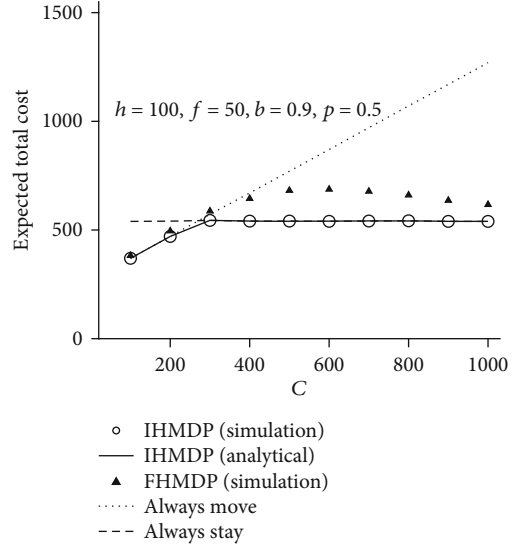 1500
1000
500
0
Expected total cost
h = 100, f = 50, b = 0.9, p = 0.5
200 400 600 800 1000
C
IHMDP (simulation)
IHMDP (analytical)
FHMDP (simulation)
Always move
Always stay